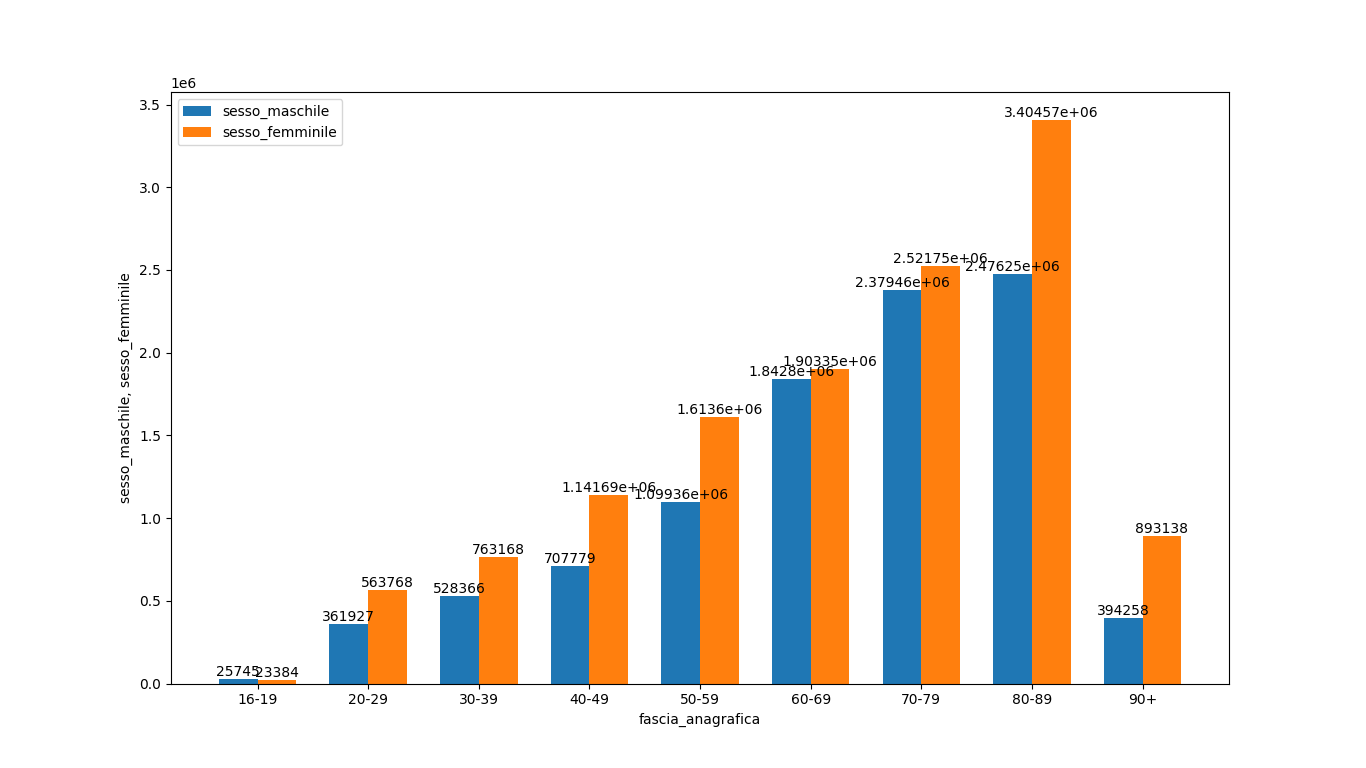 1e6
3.5
3.0
2.5
2.0
1.5
1.0
0.5
0.0
sesso_maschile, sesso_femminile
sesso_maschile
sesso_femminile
25745
23384
361927
563768
528366
763168
707779
1.14169e+06
1.09936e+06
1.6136e+06
1.8428e+06
1.90335e+06
2.37946e+06
2.52175e+06
2.47625e+06
3.40457e+06
394258
893138
16-19 20-29 30-39 40-49 50-59 60-69 70-79 80-89 90+
fascia_anagrafica